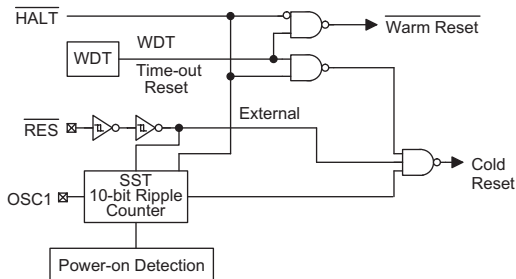 HALT
WDT
WDT
Time-out
Reset
Warm Reset
RES
External
Cold
Reset
OSC1
SST
10-bit Ripple
Counter
Power-on Detection